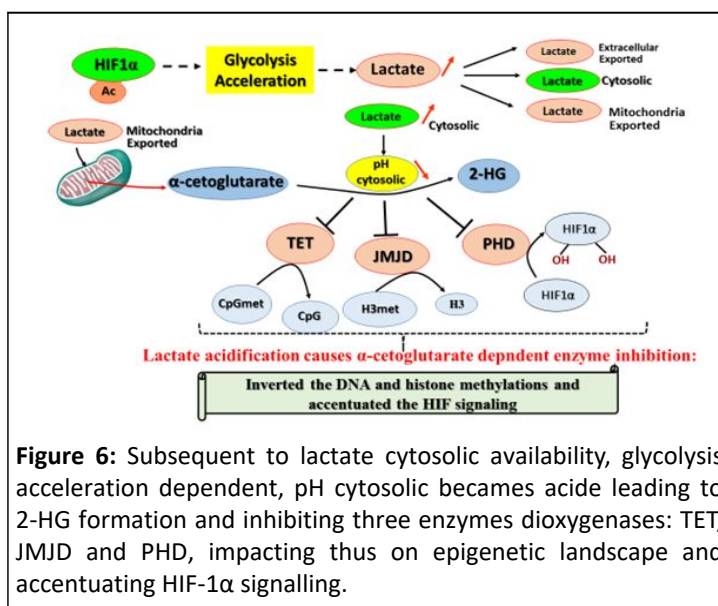 HIF1α
Ac
Glycolysis
Acceleration
Lactate
Lactate
Extracellular
Exported
Lactate
Cytosolic
Lactate
Mitochondria
Exported
Lactate
Mitochondria
Exported
Lactate
Cytosolic
pH
cytosolic
α-cetoglutarate
2-HG
TET
JMJD
PHD
HIF1α
OH
OH
HIF1α
CpGmet
CpG
H3met
H3
Lactate acidification causes α-cetoglutarate depndent enzyme inhibition:
Inverted the DNA and histone methylations and
accentuated the HIF signaling
Figure 6: Subsequent to lactate cytosolic availability, glycolysis
acceleration dependent, pH cytosolic becames acide leading to
2-HG formation and inhibiting three enzymes dioxygenases: TET,
JMJD and PHD, impacting thus on epigenetic landscape and
accentuating HIF-1α signalling.